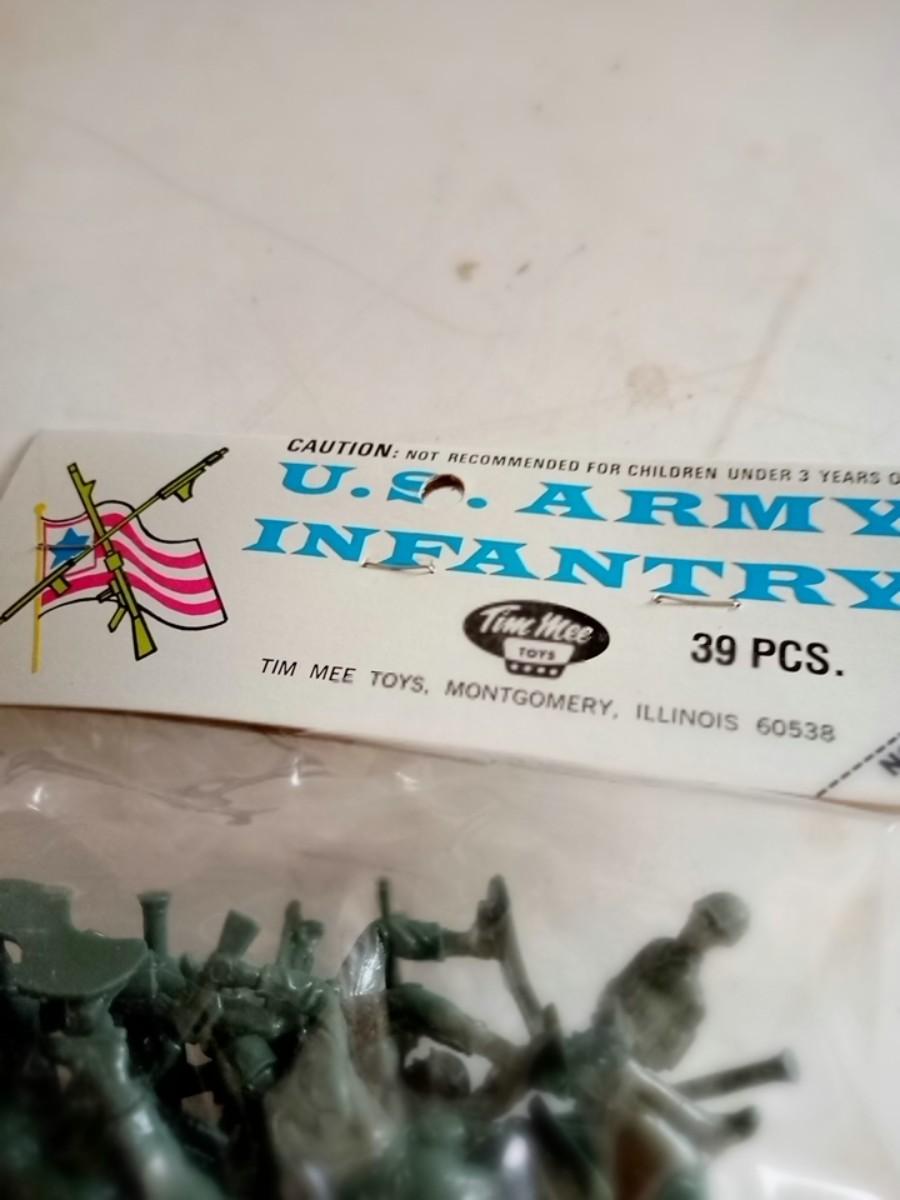 CAUTION: NOT RECOMMENDED FOR CHILDREN UNDER 3 YEARS O
U.S. ARMY
INFANTRY
Tim Mee
TOYS
39 PCS.
TIM MEE TOYS, MONTGOMERY, ILLINOIS 60538